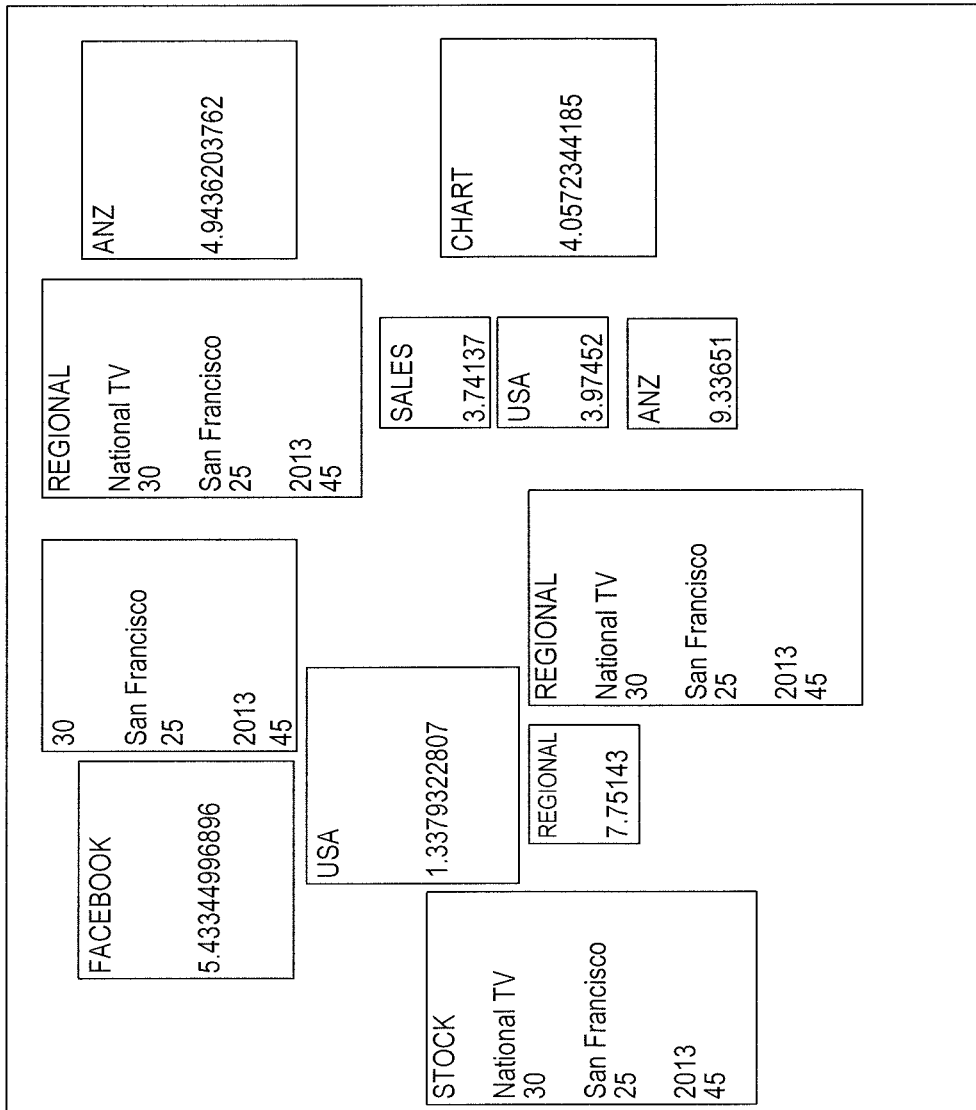 FACEBOOK
5.43344996896
30
San Francisco
25
2013
45
REGIONAL
National TV
30
San Francisco
25
2013
45
ANZ
4.9436203762
USA
1.3379322807
SALES
3.74137
STOCK
National TV
30
San Francisco
25
2013
45
CHART
4.0572344185
USA
3.97452
REGIONAL
7.75143
REGIONAL
National TV
30
San Francisco
25
2013
45
ANZ
9.33651